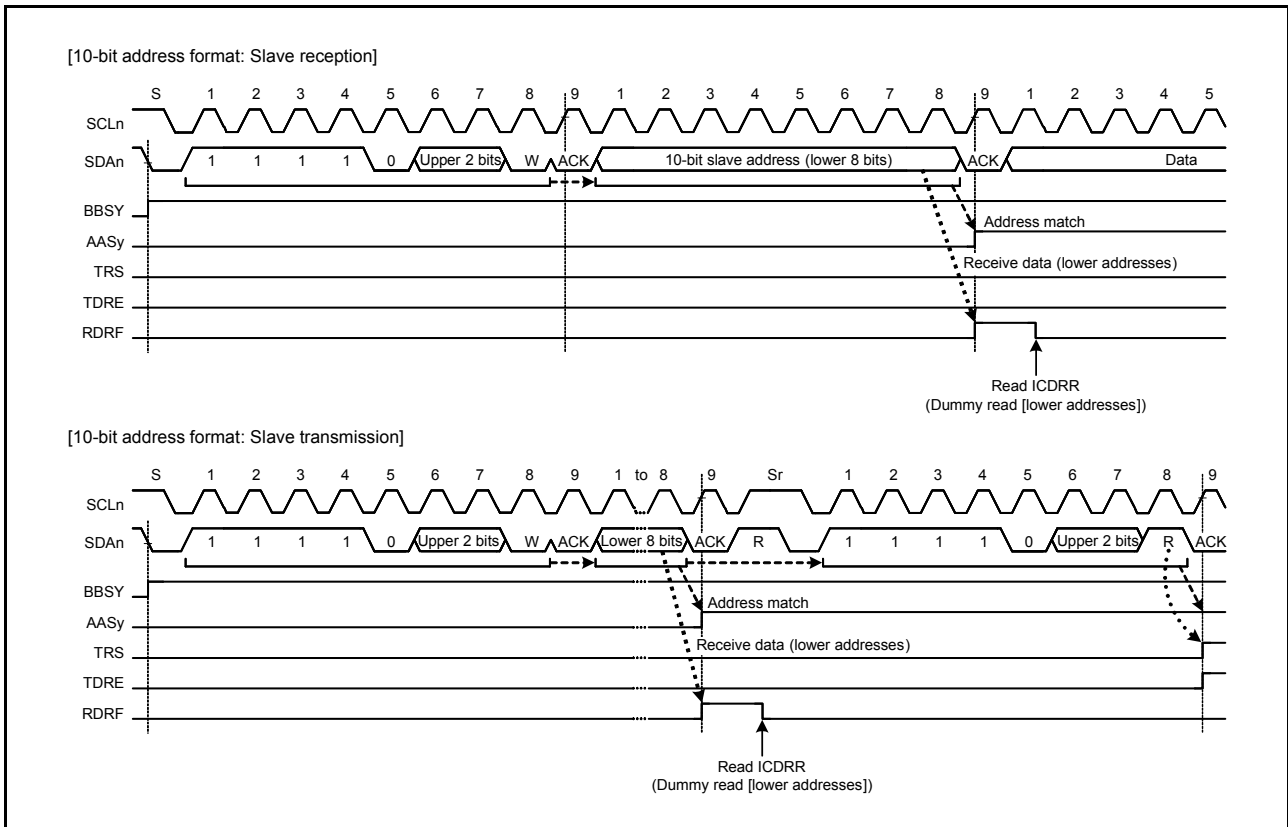 [10-bit address format: Slave reception]
S 1 2 3 4 5 6 7 8 9 1 2 3 4 5 6 7 8 9 1 2 3 4 5
SCLn
SDAn 1 1 1 1 0 Upper 2 bits W ACK 10-bit slave address (lower 8 bits) ACK Data
BBSY
Address match
AASy
TRS Receive data (lower addresses)
TDRE
RDRF
Read ICDRR
(Dummy read [lower addresses])
[10-bit address format: Slave transmission]
S 1 2 3 4 5 6 7 8 9 1 to 8 9 Sr 1 2 3 4 5 6 7 8 9
SCLn
SDAn 1 1 1 1 0 Upper 2 bits W ACK Lower 8 bits ACK R 1 1 1 1 0 Upper 2 bits R ACK
BBSY
Address match
AASy
Receive data (lower addresses)
TRS
TDRE
RDRF
Read ICDRR
(Dummy read [lower addresses])